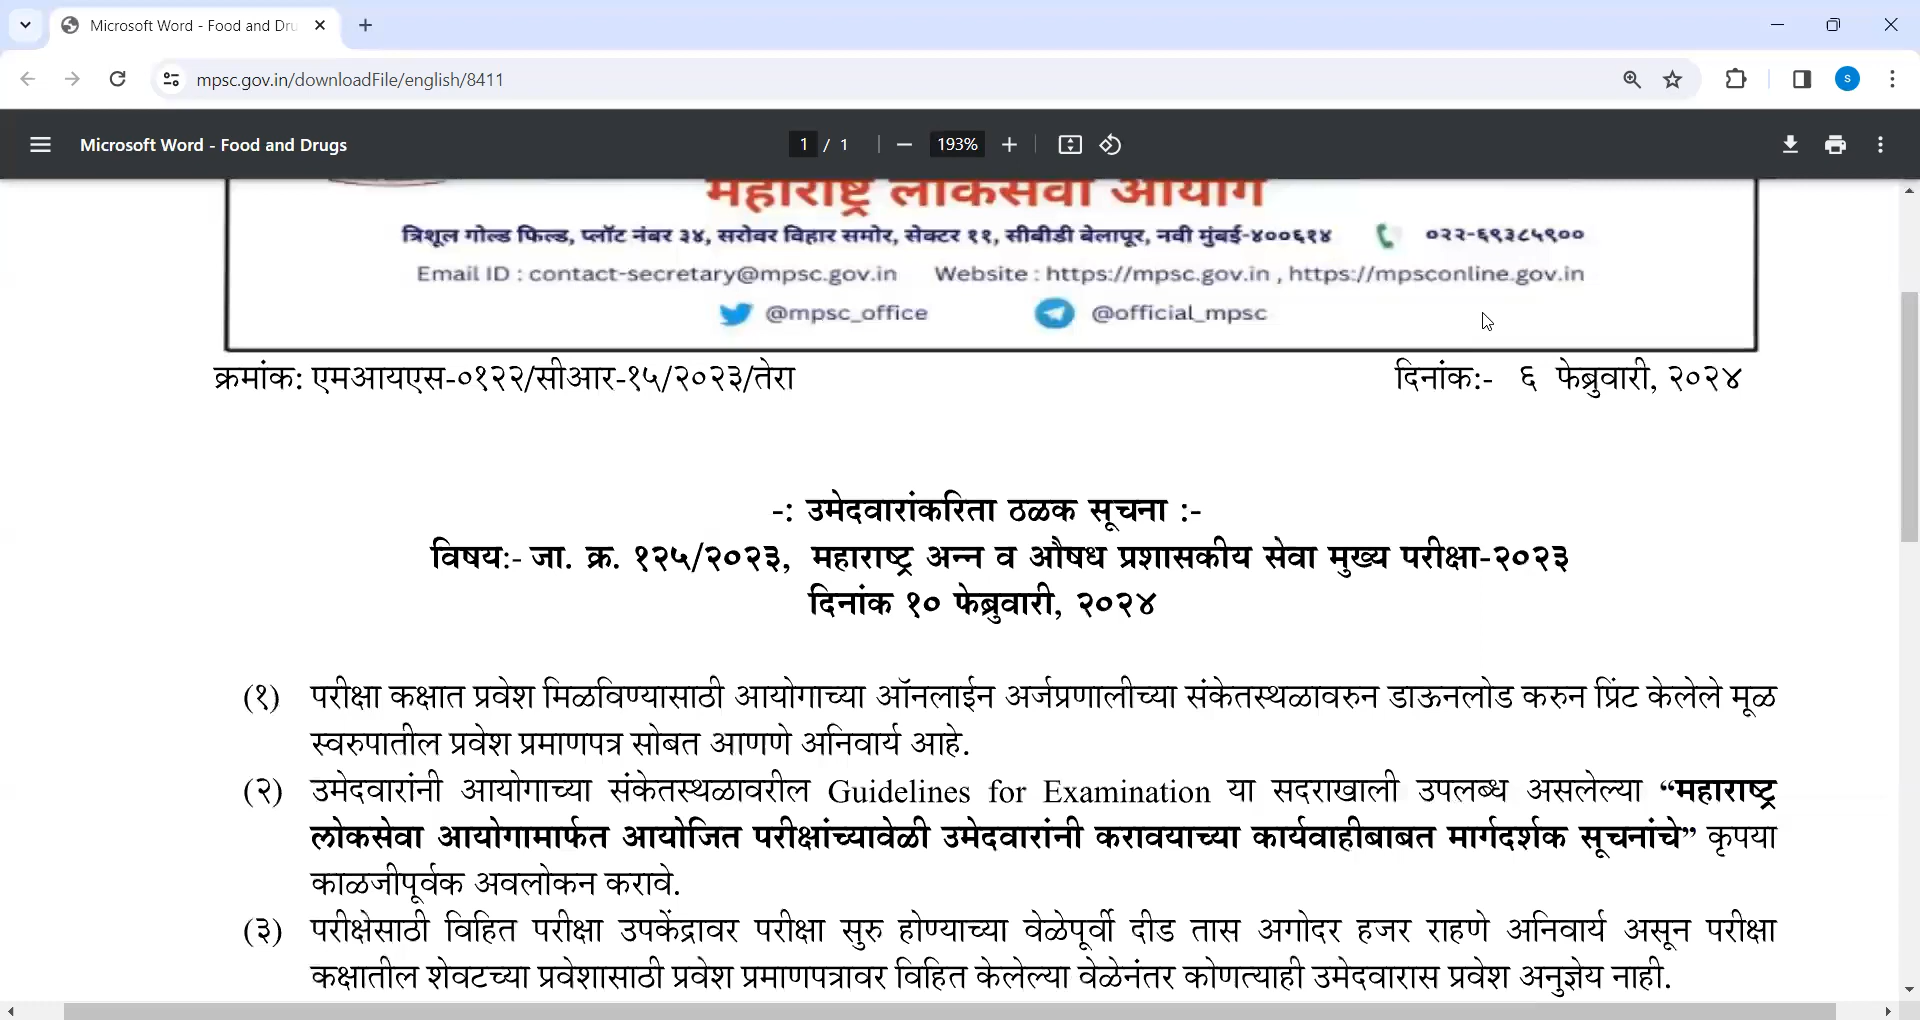 Microsoft Word - Food and Dru
mpsc.gov.in/downloadFile/english/8411
S
Microsoft Word - Food and Drugs
1 / 1
193%
महाराष्ट्र लोकसेवा आयोग
त्रिशूल गोल्ड फिल्ड, प्लॉट नंबर ३४, सरोवर विहार समोर, सेक्टर ११, सीबीडी बेलापूर, नवी मुंबई-४००६१४ ०२२-६९३८५९००
Email ID : contact-secretary@mpsc.gov.in Website : https://mpsc.gov.in , https://mpsconline.gov.in
@mpsc_office @official_mpsc
क्रमांक: एमआयएस-०१२२/सीआर-१५/२०२३/तेरा दिनांक:- ६ फेब्रुवारी, २०२४
-: उमेदवारांकरिता ठळक सूचना :-
विषय:- जा. क्र. १२५/२०२३, महाराष्ट्र अन्न व औषध प्रशासकीय सेवा मुख्य परीक्षा-२०२३
दिनांक १० फेब्रुवारी, २०२४
(१) परीक्षा कक्षात प्रवेश मिळविण्यासाठी आयोगाच्या ऑनलाईन अर्जप्रणालीच्या संकेतस्थळावरुन डाऊनलोड करुन प्रिंट केलेले मूळ
स्वरुपातील प्रवेश प्रमाणपत्र सोबत आणणे अनिवार्य आहे.
(२) उमेदवारांनी आयोगाच्या संकेतस्थळावरील Guidelines for Examination या सदराखाली उपलब्ध असलेल्या “महाराष्ट्र
लोकसेवा आयोगामार्फत आयोजित परीक्षांच्यावेळी उमेदवारांनी करावयाच्या कार्यवाहीबाबत मार्गदर्शक सूचनांचे” कृपया
काळजीपूर्वक अवलोकन करावे.
(३) परीक्षेसाठी विहित परीक्षा उपकेंद्रावर परीक्षा सुरु होण्याच्या वेळेपूर्वी दीड तास अगोदर हजर राहणे अनिवार्य असून परीक्षा
कक्षातील शेवटच्या प्रवेशासाठी प्रवेश प्रमाणपत्रावर विहित केलेल्या वेळेनंतर कोणत्याही उमेदवारास प्रवेश अनुज्ञेय नाही.